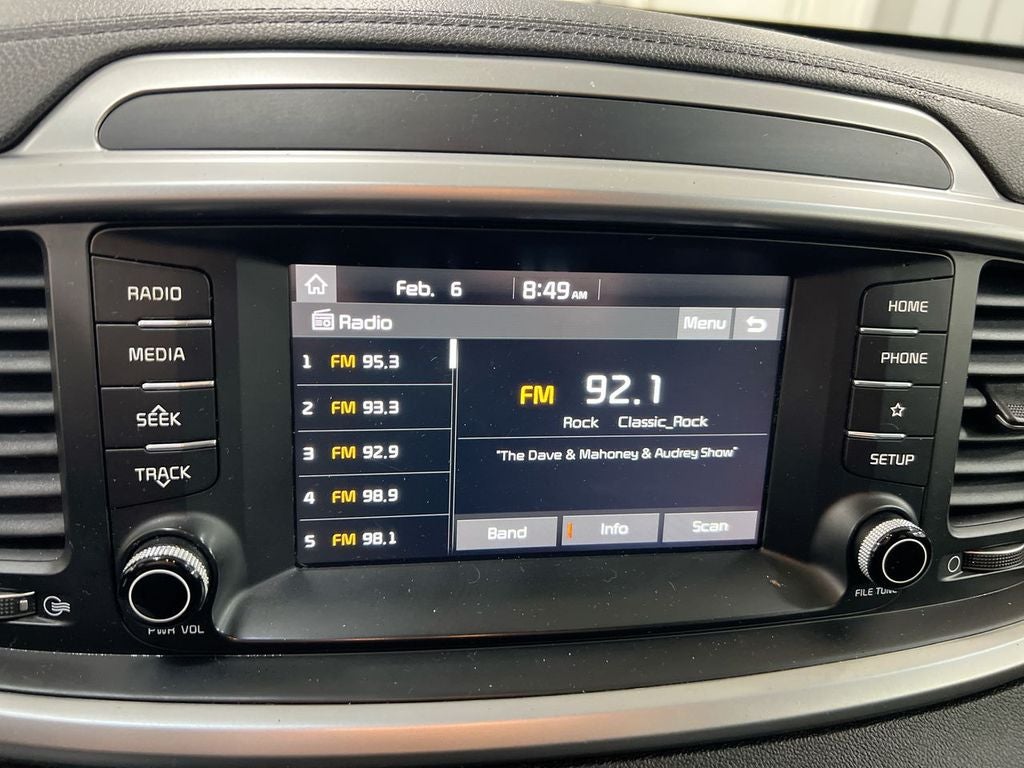 RADIO
MEDIA
SEEK
TRACK
PWR VOL
Feb. 6 8:49 AM
Radio Menu
1 FM 95.3
2 FM 93.3
3 FM 92.9
4 FM 98.9
5 FM 98.1
FM 92.1
Rock Classic_Rock
"The Dave & Mahoney & Audrey Show"
Band Info Scan
HOME
PHONE
SETUP
FILE TUNE